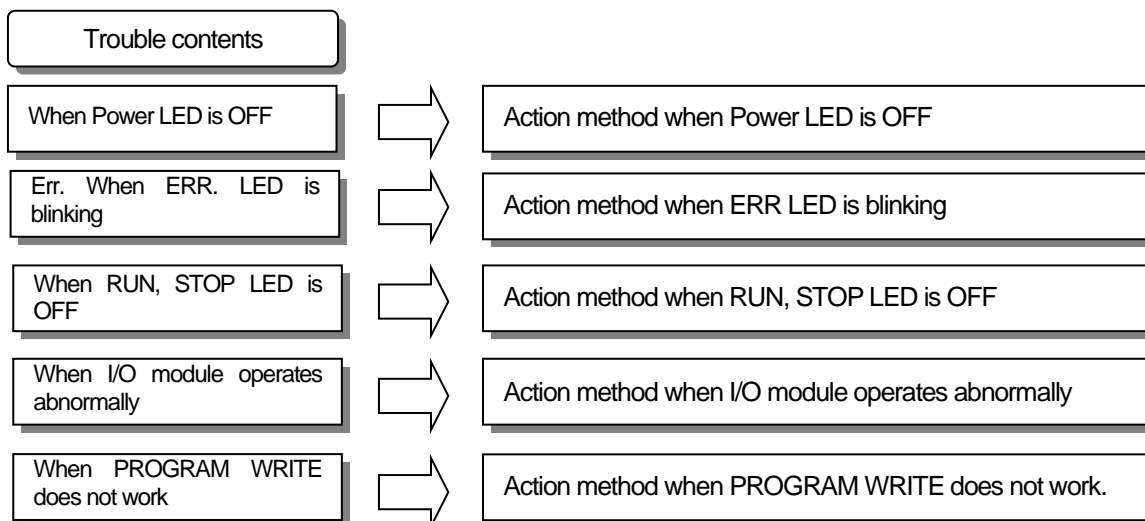 Trouble contents
When Power LED is OFF
Action method when Power LED is OFF
Err. When ERR. LED is
blinking
Action method when ERR LED is blinking
When RUN, STOP LED is
OFF
Action method when RUN, STOP LED is OFF
When I/O module operates
abnormally
Action method when I/O module operates abnormally
When PROGRAM WRITE
does not work
Action method when PROGRAM WRITE does not work.